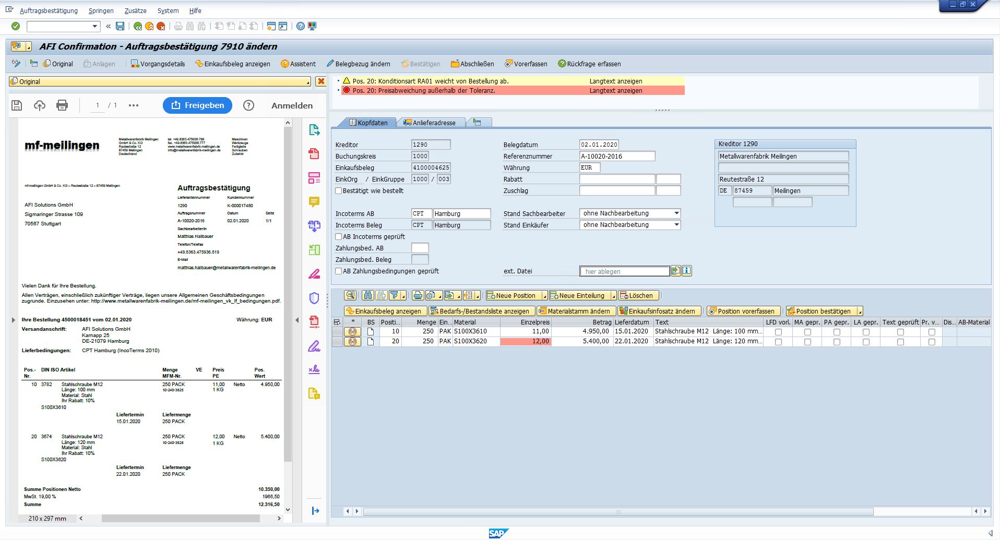 Auftragsbestätigung Springen Zusätze System Hilfe
AFI Confirmation - Auftragsbestätigung 7910 ändern
Original Anlagen Vorgangsdetails Einkaufsbeleg anzeigen Assistent Belegbezug ändern Bestätigen Abschließen Vorerfassen Rückfrage erfassen
Original
1 / 1 Freigeben Anmelden
mf-meilingen
Metallwarenfabrik Meilingen
GmbH & Co. KG
Reutestraße 12
87459 Meilingen
Deutschland
tel. +49.8363.475936.789
fax. +49.8363.475936.777
www.metallwarenfabrik-meilingen.de
info@metallwarenfabrik-meilingen.de
Maschinen
Werkzeuge
Fertigteile
Schrauben
Zubehör
mf-meilingen GmbH & Co. KG – Reutestraße 12 – 87459 Meilingen
AFI Solutions GmbH
Sigmaringer Strasse 109
70567 Stuttgart
Auftragsbestätigung
Lieferantennummer Kundennummer
1290 K-000017480
Auftragsnummer Datum Seite
A-10020-2016 02.01.2020 1/1
Sachbearbeiter/in
Matthias Hallbauer
Telefon/Telefax
+49.8363.475936.819
E-Mail
matthias.hallbauer@metallwarenfabrik-meilingen.de
Vielen Dank für Ihre Bestellung.
Allen Verträgen, einschließlich zukünftiger Verträge, liegen unsere Allgemeinen Geschäftsbedingungen
zugrunde. Einzusehen unter: http://www.metallwarenfabrik-meilingen.de/mf-meilingen_vk_lf_bedingungen.pdf.
Ihre Bestellung 4500018451 vom 02.01.2020 Währung: EUR
Versandanschrift: AFI Solutions GmbH
Karnapp 25
DE-21079 Hamburg
Lieferbedingungen: CPT Hamburg (IncoTerms 2010)
Pos.- DIN ISO Artikel Menge VE Preis Pos.
Nr. MFM-Nr. PE Wert
10 3782 Stahlschraube M12 250 PACK 11,00 Netto 4.950,00
Länge: 100 mm 10-240-3825 1 KG
Material: Stahl
Ihr Rabatt: 10%
S100X3610
Liefertermin Liefermenge
15.01.2020 250 PACK
20 3674 Stahlschraube M12 250 PACK 12,00 Netto 5.400,00
Länge: 120 mm 10-240-3828 1 KG
Material: Stahl
Ihr Rabatt: 10%
S100X3620
Liefertermin Liefermenge
22.01.2020 250 PACK
Summe Positionen Netto 10.350,00
MwSt. 19,00 % 1966,50
Summe 12.316,50
210 x 297 mm
Pos. 20: Konditionsart RA01 weicht von Bestellung ab. Langtext anzeigen
Pos. 20: Preisabweichung außerhalb der Toleranz. Langtext anzeigen
Kopfdaten Anlieferadresse
Kreditor 1290
Buchungskreis 1000
Einkaufsbeleg 4100004625
EinkOrg / EinkGruppe 1000 / 003
Bestätigt wie bestellt
Incoterms AB CPT Hamburg
Incoterms Beleg CPT Hamburg
AB Incoterms geprüft
Zahlungsbed. AB
Zahlungsbed. Beleg
AB Zahlungsbedingungen geprüft
Belegdatum 02.01.2020
Referenznummer A-10020-2016
Währung EUR
Rabatt
Zuschlag
Stand Sachbearbeiter ohne Nachbearbeitung
Stand Einkäufer ohne Nachbearbeitung
ext. Datei hier ablegen
Kreditor 1290
Metallwarenfabrik Meilingen
Reutestraße 12
DE 87459 Meilingen
Neue Position Neue Einteilung Löschen
Einkaufsbeleg anzeigen Bedarfs-/Bestandsliste anzeigen Materialstamm ändern Einkaufsinfosatz ändern Position vorerfassen Position bestätigen
* BS Positi... Menge Ein... Material Einzelpreis Betrag Lieferdatum Text LFD vorl. MA gepr. PA gepr. LA gepr. Text geprüft Pr. v... Dis... AB-Material
10 250 PAK S100X3610 11,00 4.950,00 15.01.2020 Stahlschraube M12 Länge: 100 mm...
20 250 PAK S100X3620 12,00 5.400,00 22.01.2020 Stahlschraube M12 Länge: 120 mm...
SAP